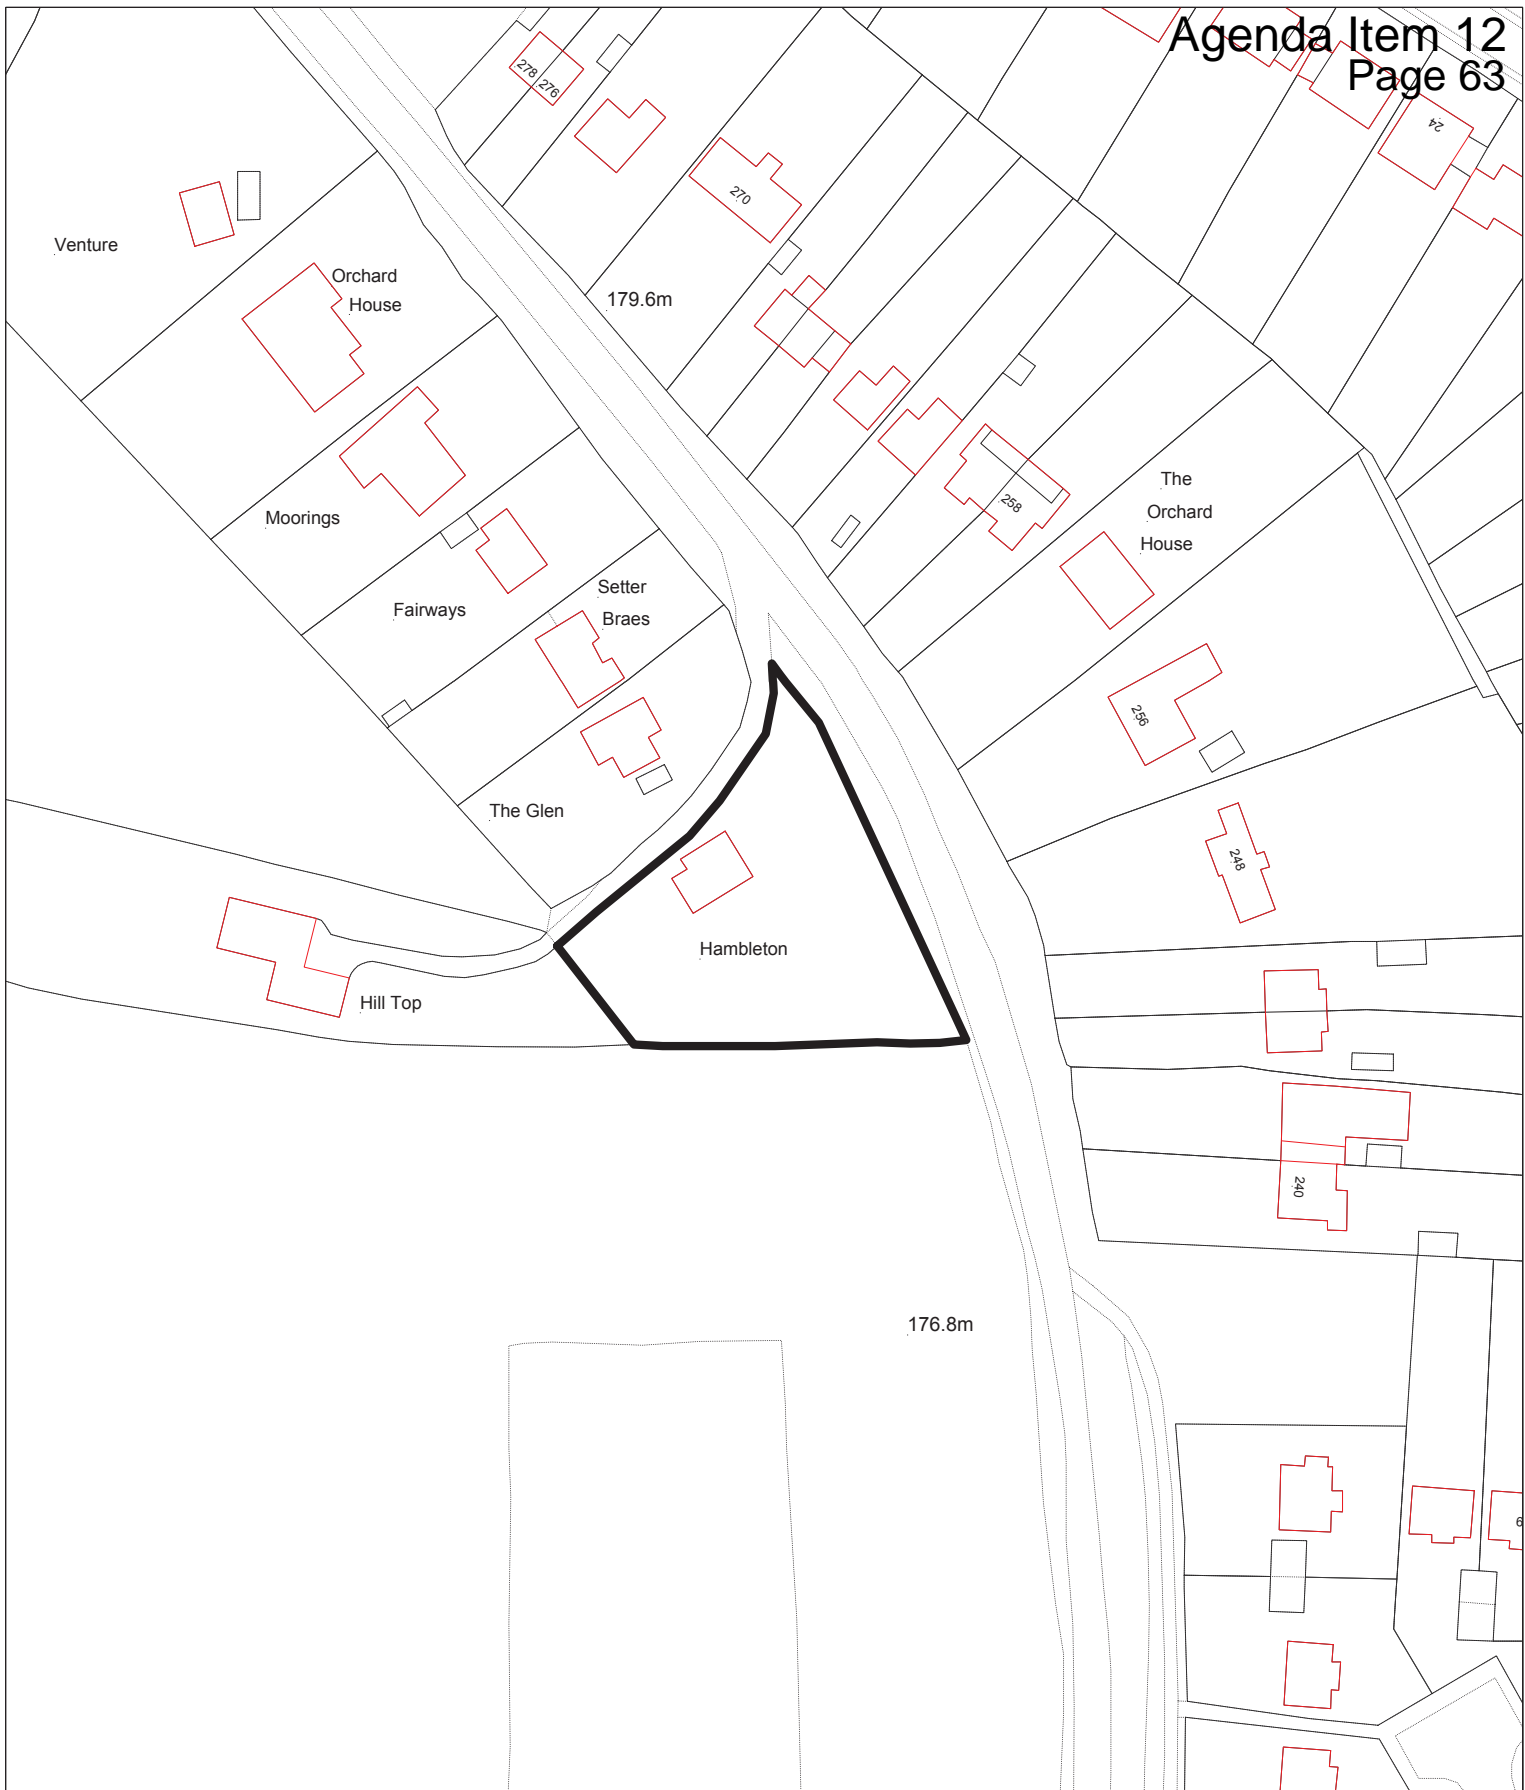 Agenda Item 12
Page 63
278
276
24
270
Venture
Orchard
House
179.6m
The
Orchard
House
258
Moorings
Setter
Braes
Fairways
256
The Glen
248
Hambleton
Hill Top
240
176.8m
6